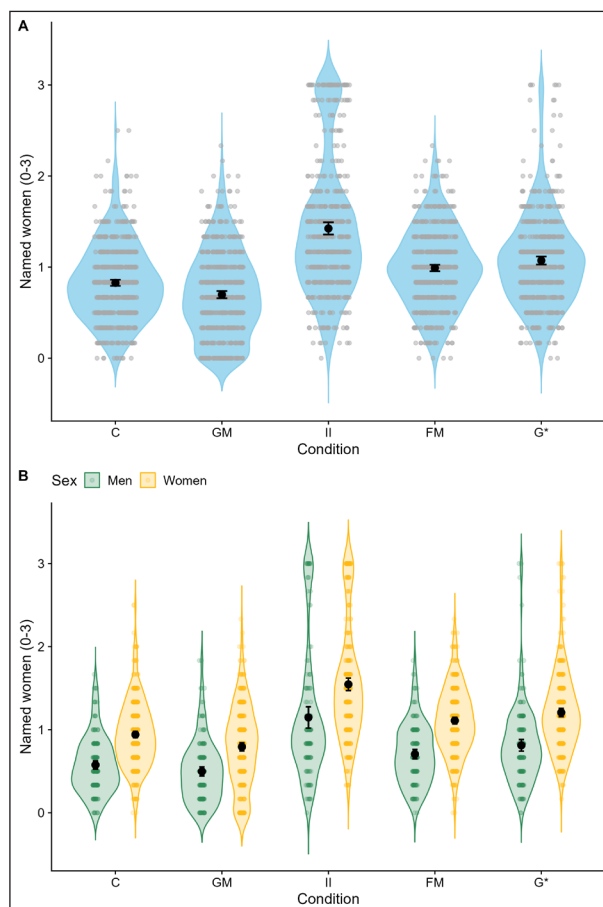 A
Named women (0-3)
3
2
1
0
C GM II FM G*
Condition
B
Sex Men Women
Named women (0-3)
3
2
1
0
C GM II FM G*
Condition